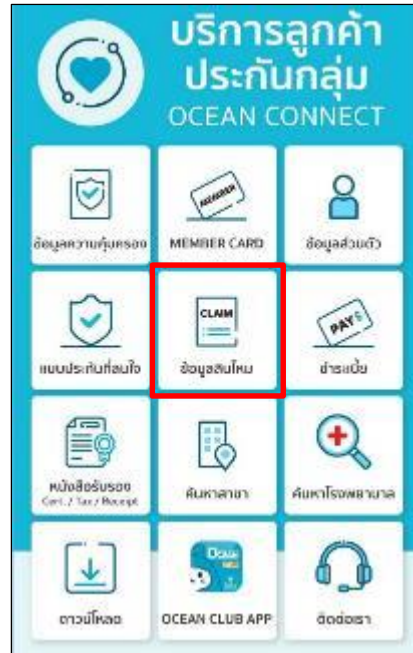 บริการลูกค้า
ประกันกลุ่ม
OCEAN CONNECT
MEMBER
ข้อมูลความคุ้มครอง
MEMBER CARD
ข้อมูลส่วนตัว
CLAIM
PAY $
แบบประกันที่สนใจ
ข้อมูลสินไหม
ชำระเบี้ย
หนังสือรับรอง
Cert. / Tax / Receipt
ค้นหาสาขา
ค้นหาโรงพยาบาล
Ocean
ดาวน์โหลด
OCEAN CLUB APP
ติดต่อเรา